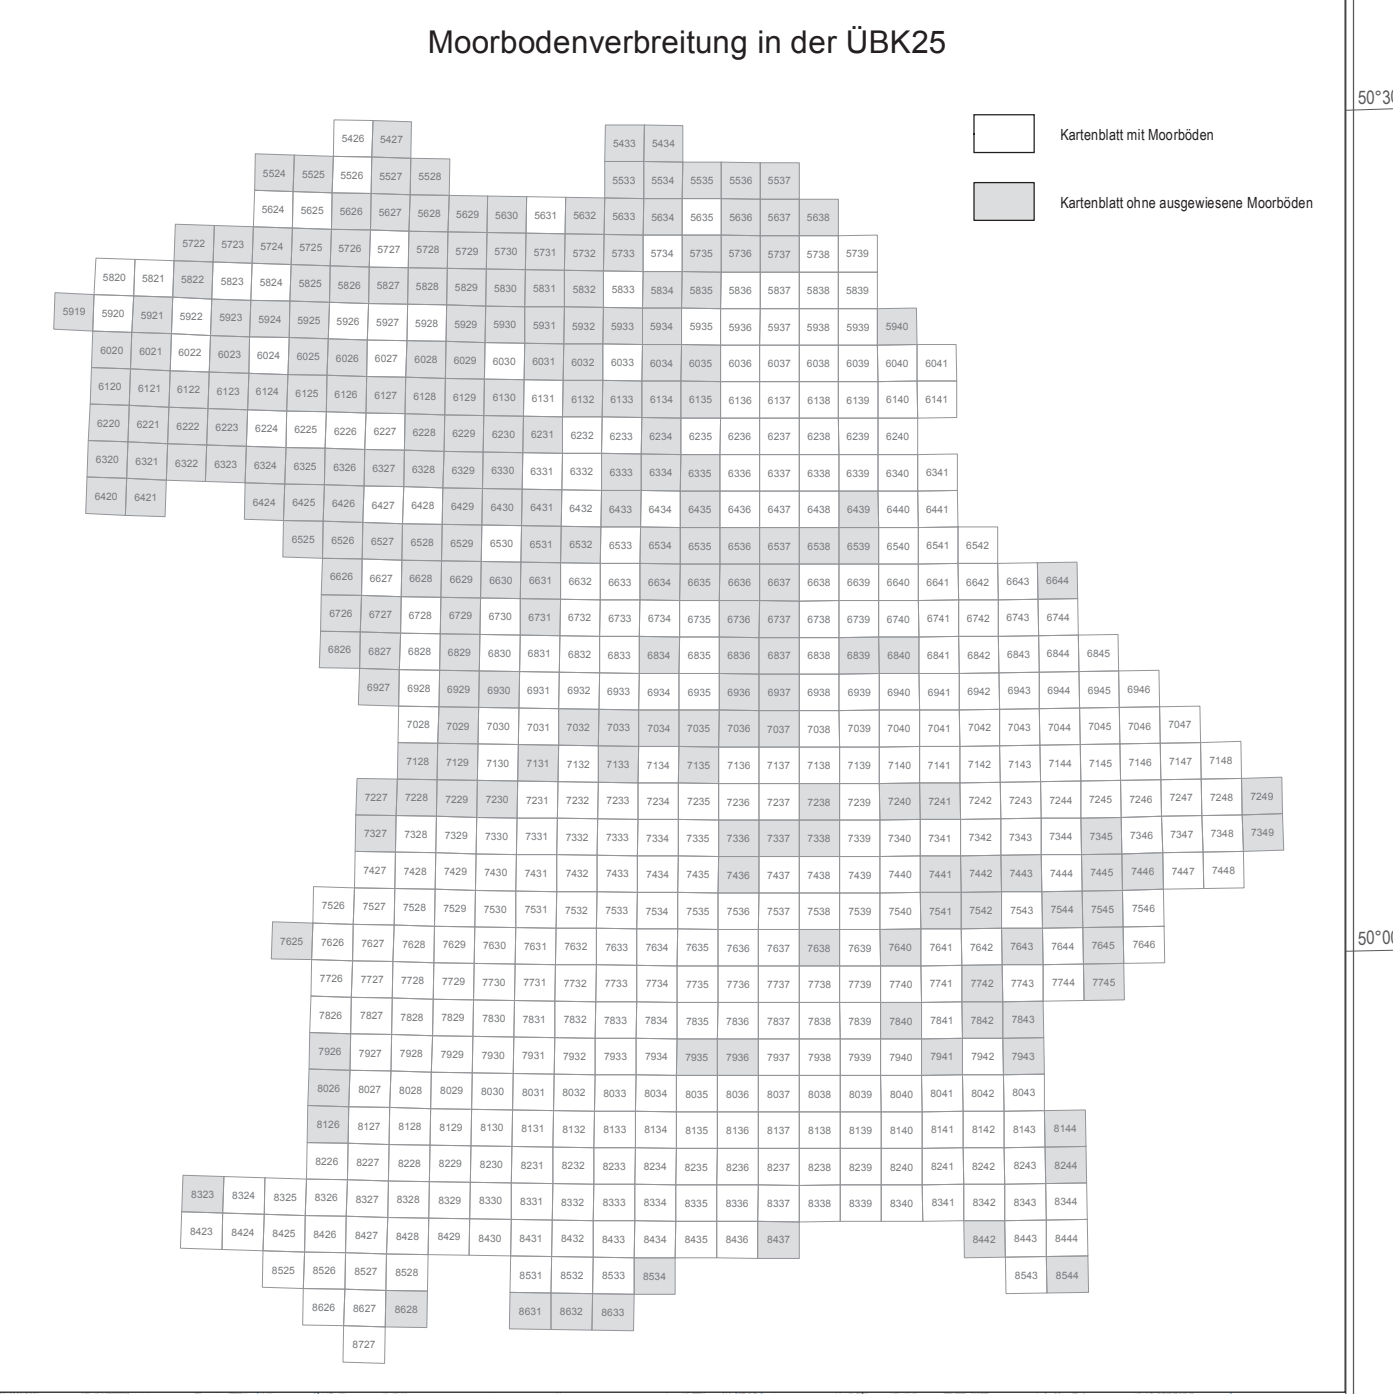 Moorbodenverbreitung in der ÜBK25
50°30
Kartenblatt mit Moorböden
Kartenblatt ohne ausgewiesene Moorböden
5426 5427 5433 5434
5524 5525 5526 5527 5528 5533 5534 5535 5536 5537
5624 5625 5626 5627 5628 5629 5630 5631 5632 5633 5634 5635 5636 5637 5638
5722 5723 5724 5725 5726 5727 5728 5729 5730 5731 5732 5733 5734 5735 5736 5737 5738 5739
5820 5821 5822 5823 5824 5825 5826 5827 5828 5829 5830 5831 5832 5833 5834 5835 5836 5837 5838 5839
5919 5920 5921 5922 5923 5924 5925 5926 5927 5928 5929 5930 5931 5932 5933 5934 5935 5936 5937 5938 5939 5940
6020 6021 6022 6023 6024 6025 6026 6027 6028 6029 6030 6031 6032 6033 6034 6035 6036 6037 6038 6039 6040 6041
6120 6121 6122 6123 6124 6125 6126 6127 6128 6129 6130 6131 6132 6133 6134 6135 6136 6137 6138 6139 6140 6141
6220 6221 6222 6223 6224 6225 6226 6227 6228 6229 6230 6231 6232 6233 6234 6235 6236 6237 6238 6239 6240
6320 6321 6322 6323 6324 6325 6326 6327 6328 6329 6330 6331 6332 6333 6334 6335 6336 6337 6338 6339 6340 6341
6420 6421 6424 6425 6426 6427 6428 6429 6430 6431 6432 6433 6434 6435 6436 6437 6438 6439 6440 6441
6525 6526 6527 6528 6529 6530 6531 6532 6533 6534 6535 6536 6537 6538 6539 6540 6541 6542
6626 6627 6628 6629 6630 6631 6632 6633 6634 6635 6636 6637 6638 6639 6640 6641 6642 6643 6644
6726 6727 6728 6729 6730 6731 6732 6733 6734 6735 6736 6737 6738 6739 6740 6741 6742 6743 6744
6826 6827 6828 6829 6830 6831 6832 6833 6834 6835 6836 6837 6838 6839 6840 6841 6842 6843 6844 6845
6927 6928 6929 6930 6931 6932 6933 6934 6935 6936 6937 6938 6939 6940 6941 6942 6943 6944 6945 6946
7028 7029 7030 7031 7032 7033 7034 7035 7036 7037 7038 7039 7040 7041 7042 7043 7044 7045 7046 7047
7128 7129 7130 7131 7132 7133 7134 7135 7136 7137 7138 7139 7140 7141 7142 7143 7144 7145 7146 7147 7148
7227 7228 7229 7230 7231 7232 7233 7234 7235 7236 7237 7238 7239 7240 7241 7242 7243 7244 7245 7246 7247 7248 7249
7327 7328 7329 7330 7331 7332 7333 7334 7335 7336 7337 7338 7339 7340 7341 7342 7343 7344 7345 7346 7347 7348 7349
7427 7428 7429 7430 7431 7432 7433 7434 7435 7436 7437 7438 7439 7440 7441 7442 7443 7444 7445 7446 7447 7448
7526 7527 7528 7529 7530 7531 7532 7533 7534 7535 7536 7537 7538 7539 7540 7541 7542 7543 7544 7545 7546
7625 7626 7627 7628 7629 7630 7631 7632 7633 7634 7635 7636 7637 7638 7639 7640 7641 7642 7643 7644 7645 7646
50°00
7726 7727 7728 7729 7730 7731 7732 7733 7734 7735 7736 7737 7738 7739 7740 7741 7742 7743 7744 7745
7826 7827 7828 7829 7830 7831 7832 7833 7834 7835 7836 7837 7838 7839 7840 7841 7842 7843
7926 7927 7928 7929 7930 7931 7932 7933 7934 7935 7936 7937 7938 7939 7940 7941 7942 7943
8026 8027 8028 8029 8030 8031 8032 8033 8034 8035 8036 8037 8038 8039 8040 8041 8042 8043
8126 8127 8128 8129 8130 8131 8132 8133 8134 8135 8136 8137 8138 8139 8140 8141 8142 8143 8144
8226 8227 8228 8229 8230 8231 8232 8233 8234 8235 8236 8237 8238 8239 8240 8241 8242 8243 8244
8323 8324 8325 8326 8327 8328 8329 8330 8331 8332 8333 8334 8335 8336 8337 8338 8339 8340 8341 8342 8343 8344
8423 8424 8425 8426 8427 8428 8429 8430 8431 8432 8433 8434 8435 8436 8437 8442 8443 8444
8525 8526 8527 8528 8531 8532 8533 8534 8543 8544
8626 8627 8628 8631 8632 8633
8727